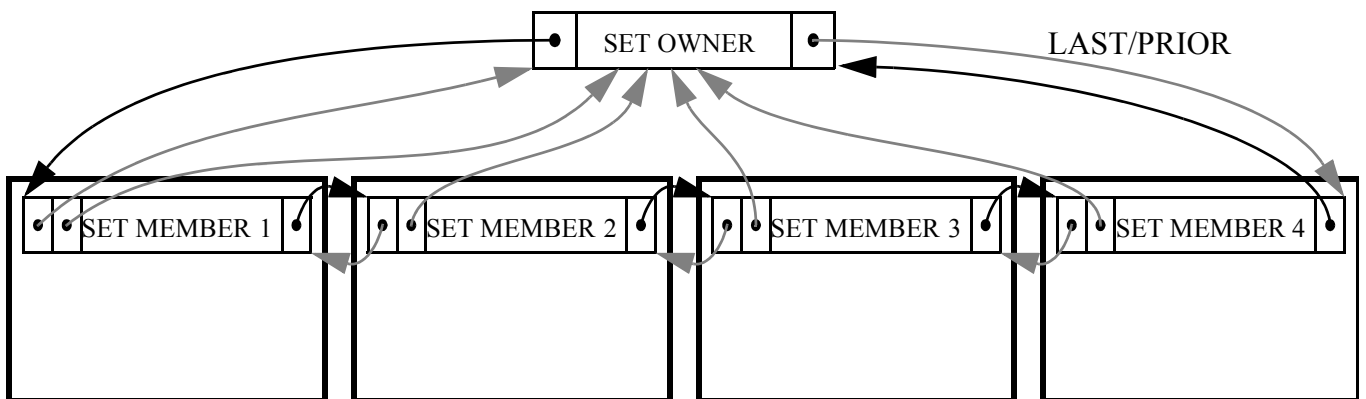 SET OWNER
LAST/PRIOR
SET MEMBER 1
SET MEMBER 2
SET MEMBER 3
SET MEMBER 4